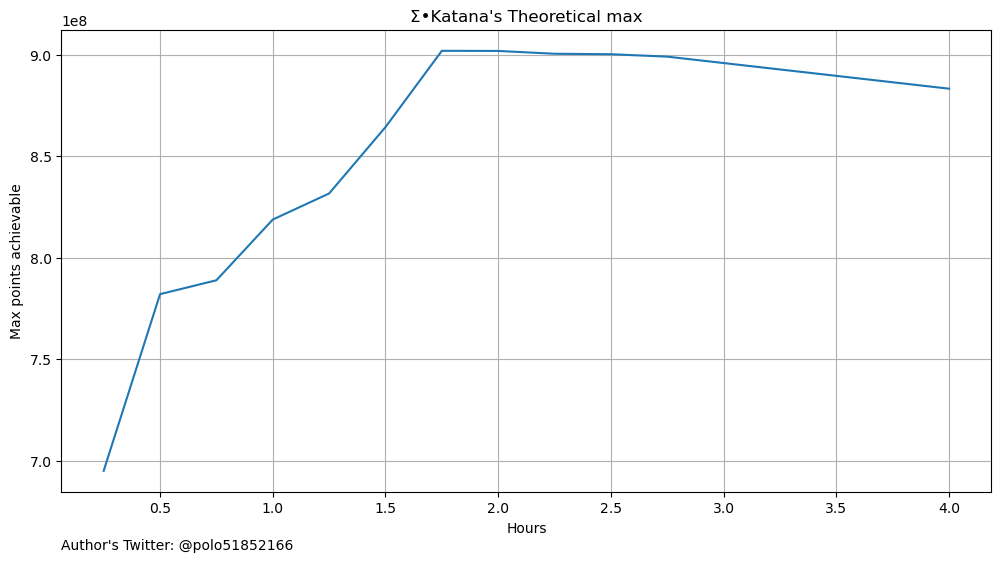 Σ•Katana's Theoretical max
1e8
9.0
8.5
8.0
7.5
7.0
Max points achievable
0.5 1.0 1.5 2.0 2.5 3.0 3.5 4.0
Hours
Author's Twitter: @polo51852166